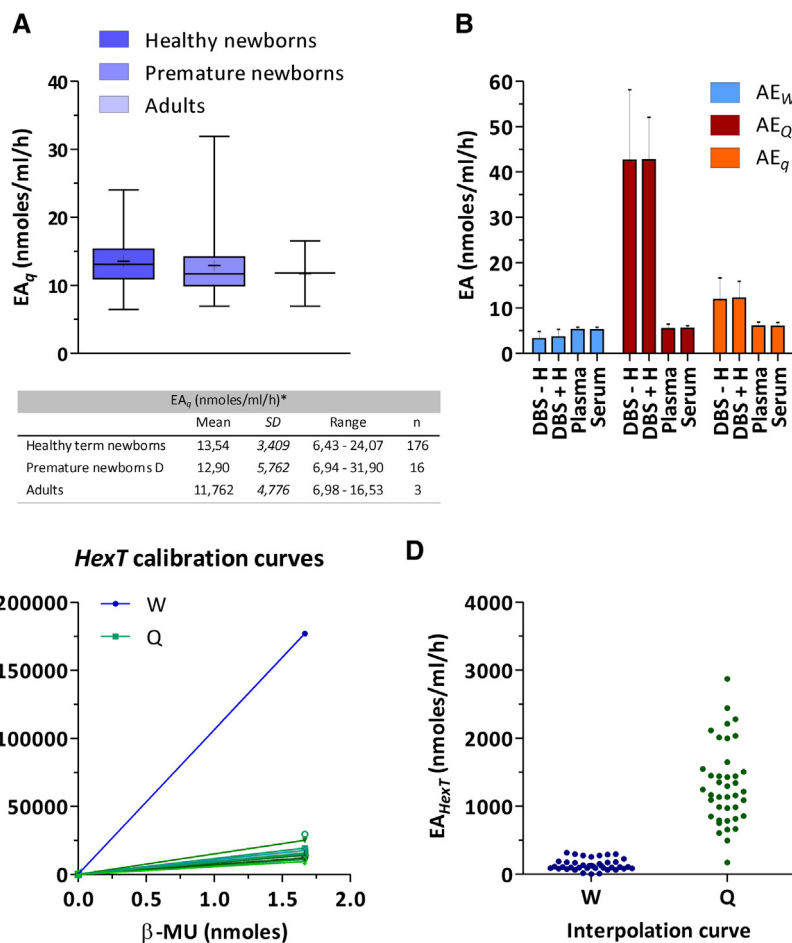 A
Healthy newborns
Premature newborns
Adults
40
30
20
10
0
EAq (nmoles/ml/h)
B
AEW
AEQ
AEq
60
50
40
30
20
10
0
EA (nmoles/ml/h)
DBS - H
DBS + H
Plasma
Serum
DBS - H
DBS + H
Plasma
Serum
DBS - H
DBS + H
Plasma
Serum
EAq (nmoles/ml/h)*
Mean SD Range n
Healthy term newborns 13,54 3,409 6,43 - 24,07 176
Premature newborns D 12,90 5,762 6,94 - 31,90 16
Adults 11,762 4,776 6,98 - 16,53 3
HexT calibration curves
W
Q
200000
150000
100000
50000
0
0.0 0.5 1.0 1.5 2.0
β-MU (nmoles)
D
4000
3000
2000
1000
0
EAHexT (nmoles/ml/h)
W Q
Interpolation curve